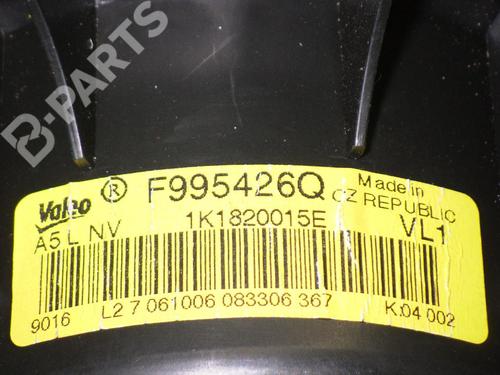 B-PARTS
Valeo ® F995426Q Made in
CZ REPUBLIC
A5 L NV 1K1820015E VL1
9016 L2 7 061006 083306 367 K:04 002